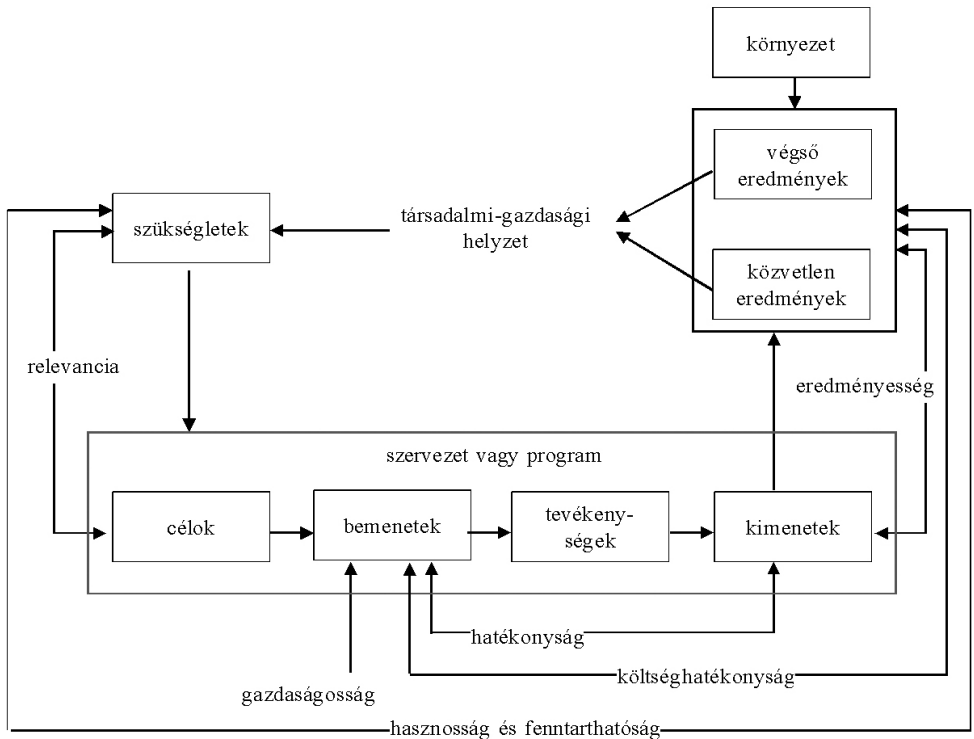 környezet
végső
eredmények
szükségletek
társadalmi-gazdasági
helyzet
közvetlen
eredmények
relevancia
eredményesség
szervezet vagy program
célok
bemenetek
tevékeny-
ségek
kimenetek
hatékonyság
költséghatékonyság
gazdaságosság
hasznosság és fenntarthatóság